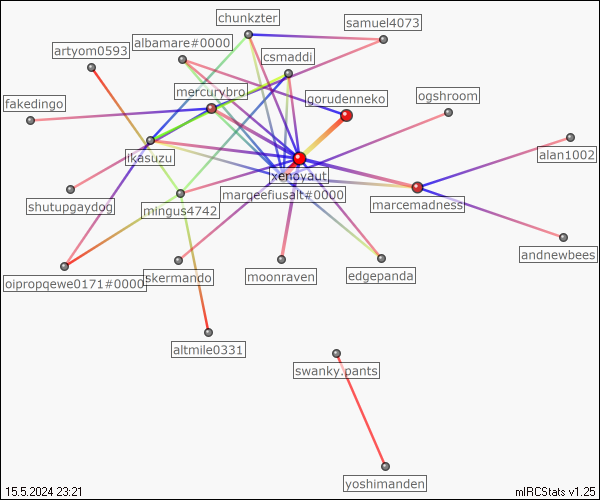 chunkzter
samuel4073
albamare#0000
artyom0593
csmaddi
mercurybro
gorudenneko
ogshroom
fakedingo
ikasuzu
alan1002
xenoyaut
margeefiusalt#0000
marcemadness
shutupgaydog
mingus4742
andnewbees
oipropqewe0171#0000
skermando
moonraven
edgepanda
altmile0331
swanky.pants
yoshimanden
15.5.2024 23:21
mIRCStats v1.25